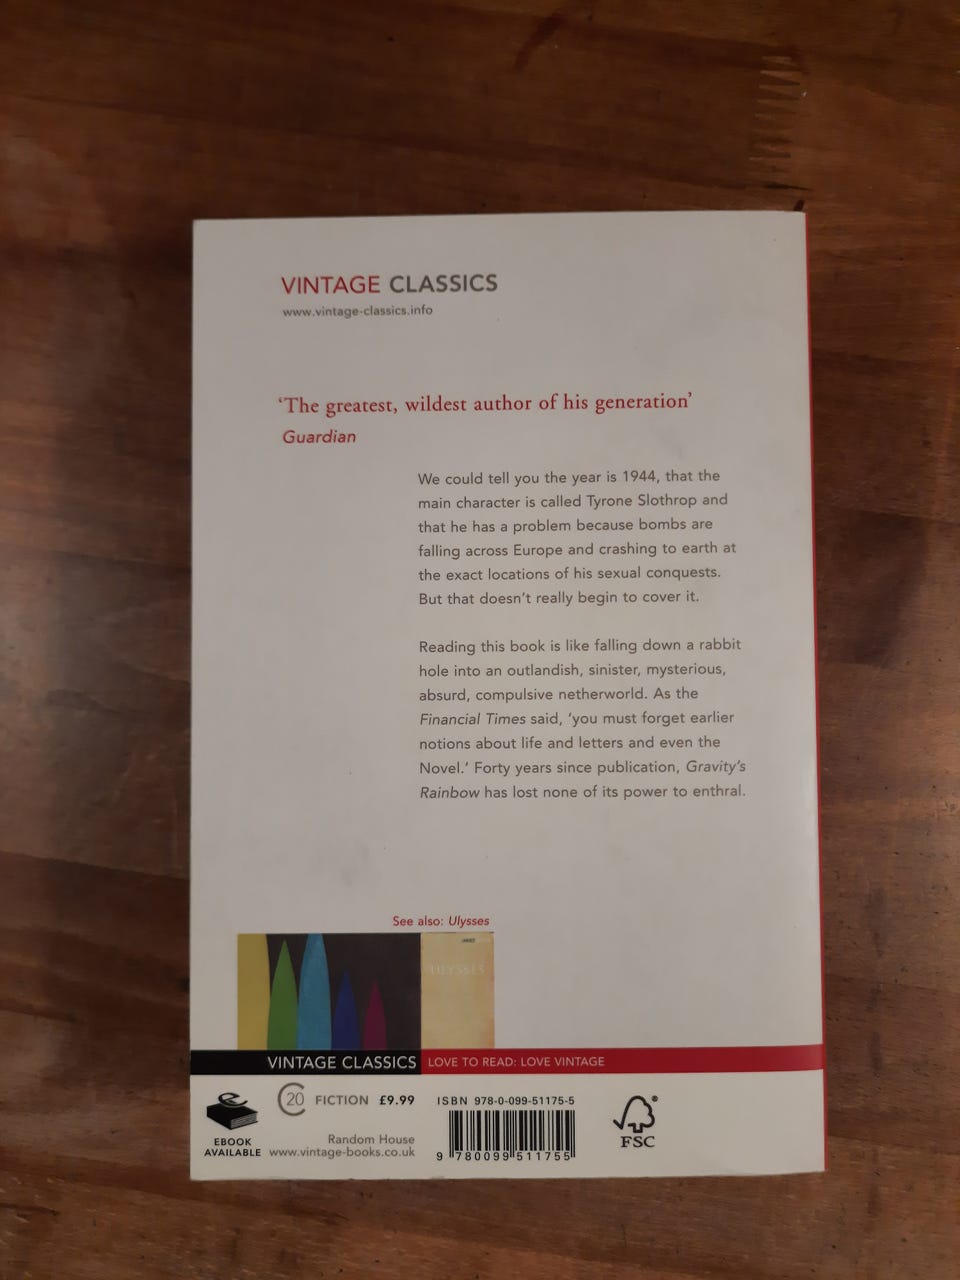 VINTAGE CLASSICS
www.vintage-classics.info
‘The greatest, wildest author of his generation’
Guardian
We could tell you the year is 1944, that the
main character is called Tyrone Slothrop and
that he has a problem because bombs are
falling across Europe and crashing to earth at
the exact locations of his sexual conquests.
But that doesn’t really begin to cover it.
Reading this book is like falling down a rabbit
hole into an outlandish, sinister, mysterious,
absurd, compulsive netherworld. As the
Financial Times said, ‘you must forget earlier
notions about life and letters and even the
Novel.’ Forty years since publication, Gravity’s
Rainbow has lost none of its power to enthral.
See also: Ulysses
ULYSSES
VINTAGE CLASSICS LOVE TO READ: LOVE VINTAGE
e
EBOOK
AVAILABLE
C20 FICTION £9.99
Random House
www.vintage-books.co.uk
ISBN 978-0-099-51175-5
9 780099 511755
®
FSC